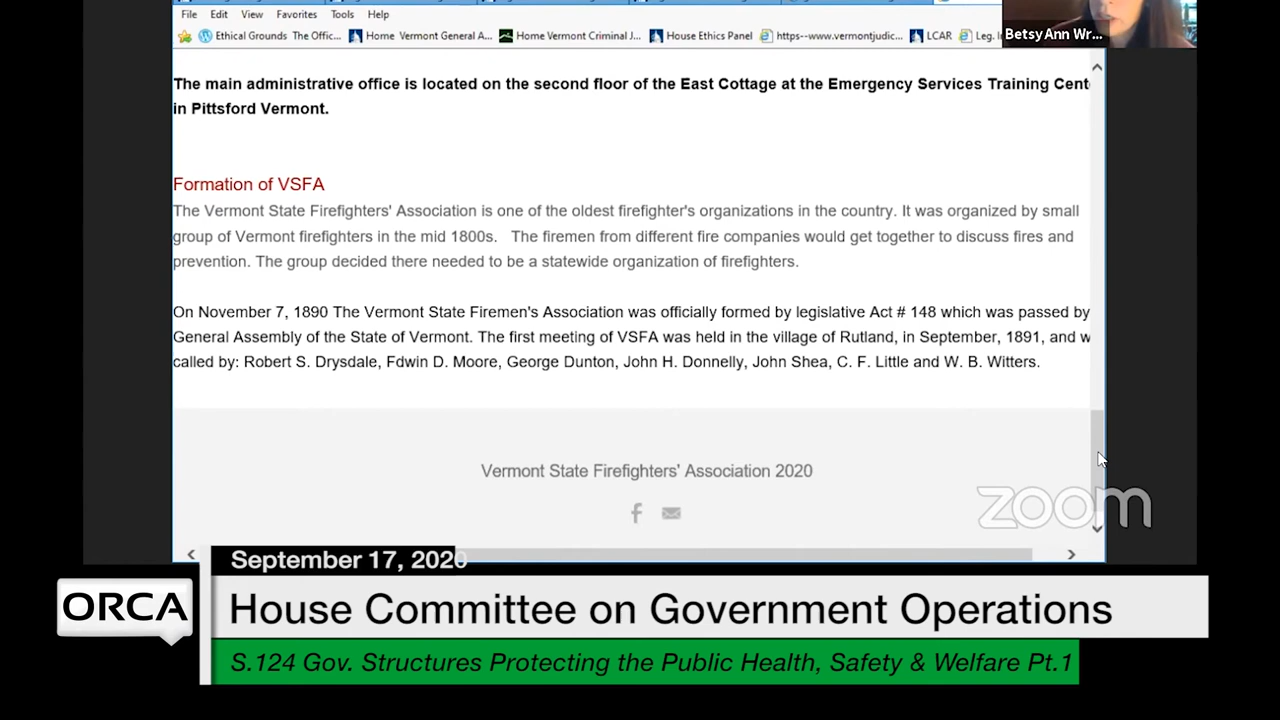 File Edit View Favorites Tools Help
Ethical Grounds The Offic... Home Vermont General A... Home Vermont Criminal J... House Ethics Panel https--www.vermontjudic... LCAR Leg. I
BetsyAnn Wr...
The main administrative office is located on the second floor of the East Cottage at the Emergency Services Training Cent
in Pittsford Vermont.
Formation of VSFA
The Vermont State Firefighters' Association is one of the oldest firefighter's organizations in the country. It was organized by small
group of Vermont firefighters in the mid 1800s. The firemen from different fire companies would get together to discuss fires and
prevention. The group decided there needed to be a statewide organization of firefighters.
On November 7, 1890 The Vermont State Firemen's Association was officially formed by legislative Act # 148 which was passed by
General Assembly of the State of Vermont. The first meeting of VSFA was held in the village of Rutland, in September, 1891, and w
called by: Robert S. Drysdale, Fdwin D. Moore, George Dunton, John H. Donnelly, John Shea, C. F. Little and W. B. Witters.
Vermont State Firefighters' Association 2020
zoom
September 17, 2020
ORCA
House Committee on Government Operations
S.124 Gov. Structures Protecting the Public Health, Safety & Welfare Pt.1